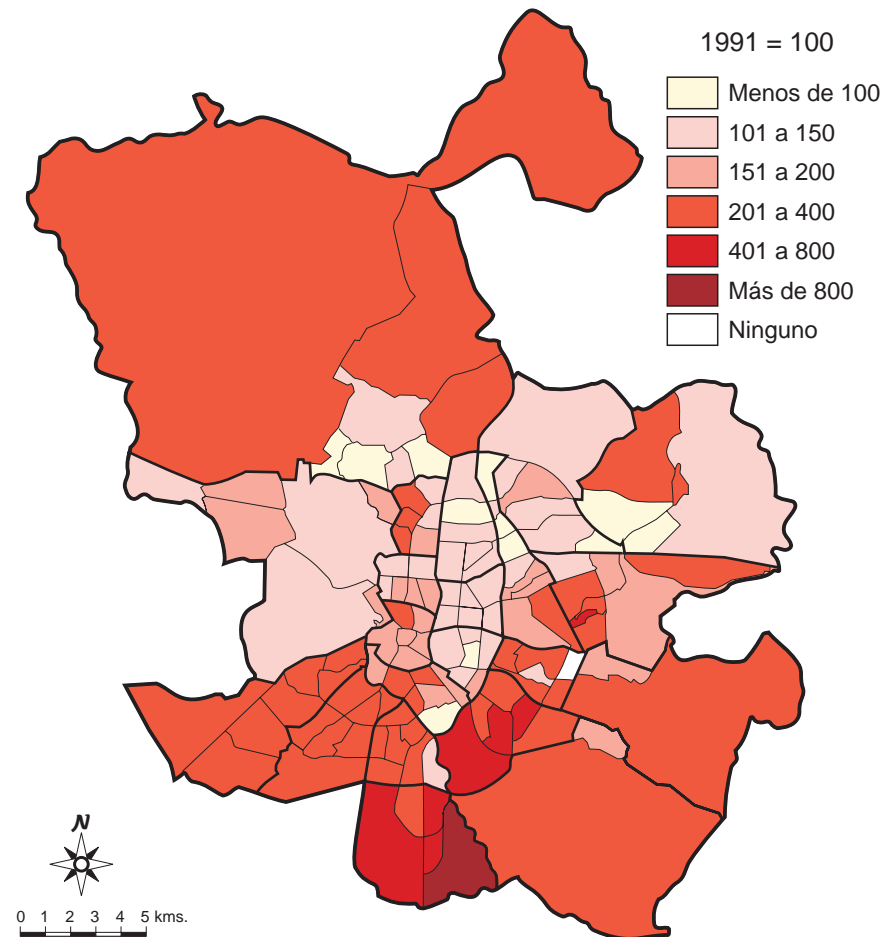 1991 = 100
Menos de 100
101 a 150
151 a 200
201 a 400
401 a 800
Más de 800
Ninguno
N
0 1 2 3 4 5 kms.